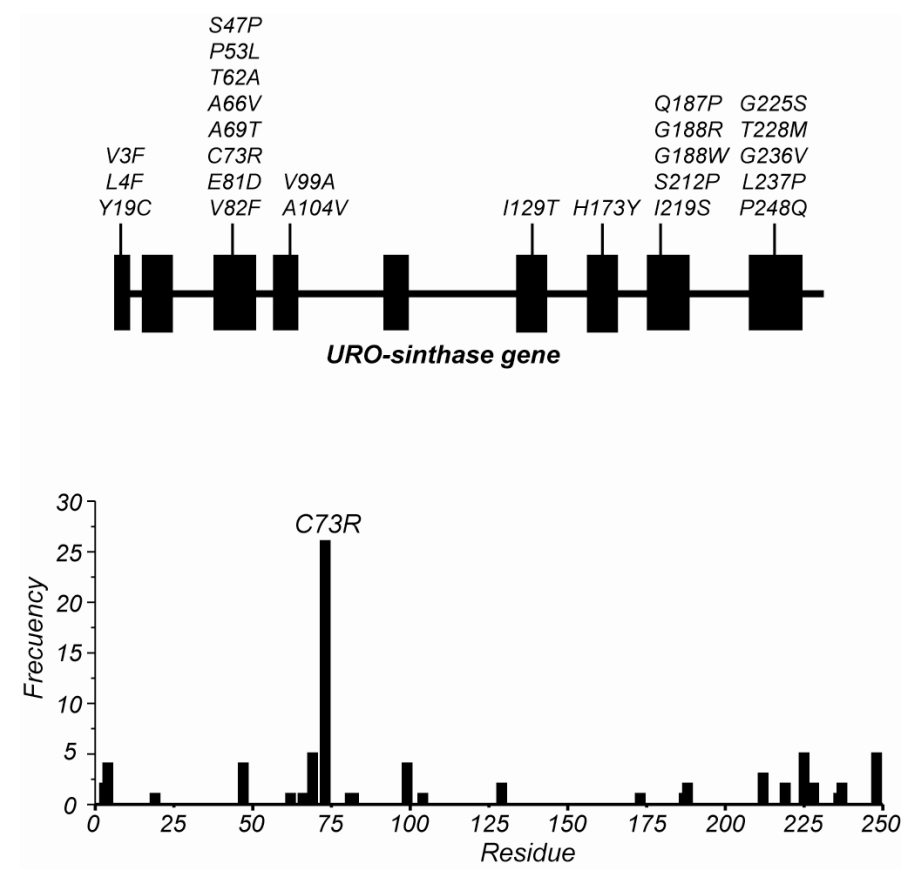 S47P
P53L
T62A
A66V
A69T
C73R
E81D
V82F
V3F
L4F
Y19C
V99A
A104V
I129T
H173Y
Q187P
G188R
G188W
S212P
I219S
G225S
T228M
G236V
L237P
P248Q
URO-sinthase gene
30
25
20
15
10
5
0
Frecuency
C73R
0 25 50 75 100 125 150 175 200 225 250
Residue